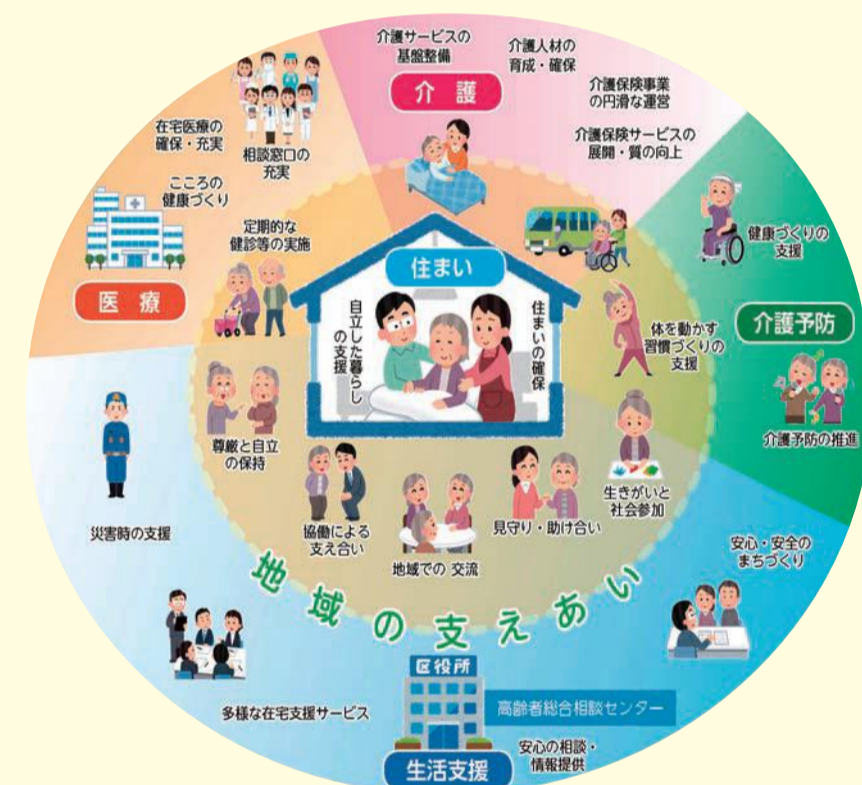 介護サービスの
基盤整備
介護人材の
育成・確保
介 護
介護保険事業
の円滑な運営
介護保険サービスの
展開・質の向上
在宅医療の
確保・充実
相談窓口の
充実
こころの
健康づくり
定期的な
健診等の実施
医 療
住まい
自立した暮らし
の支援
住まいの確保
健康づくりの
支援
介護予防
体を動かす
習慣づくりの
支援
介護予防の推進
尊厳と自立
の保持
協働による
支え合い
地域での 交流
見守り・助け合い
生きがいと
社会参加
災害時の支援
安心・安全の
まちづくり
地域の支えあい
区役所
高齢者総合相談センター
多様な在宅支援サービス
安心の相談・
情報提供
生活支援